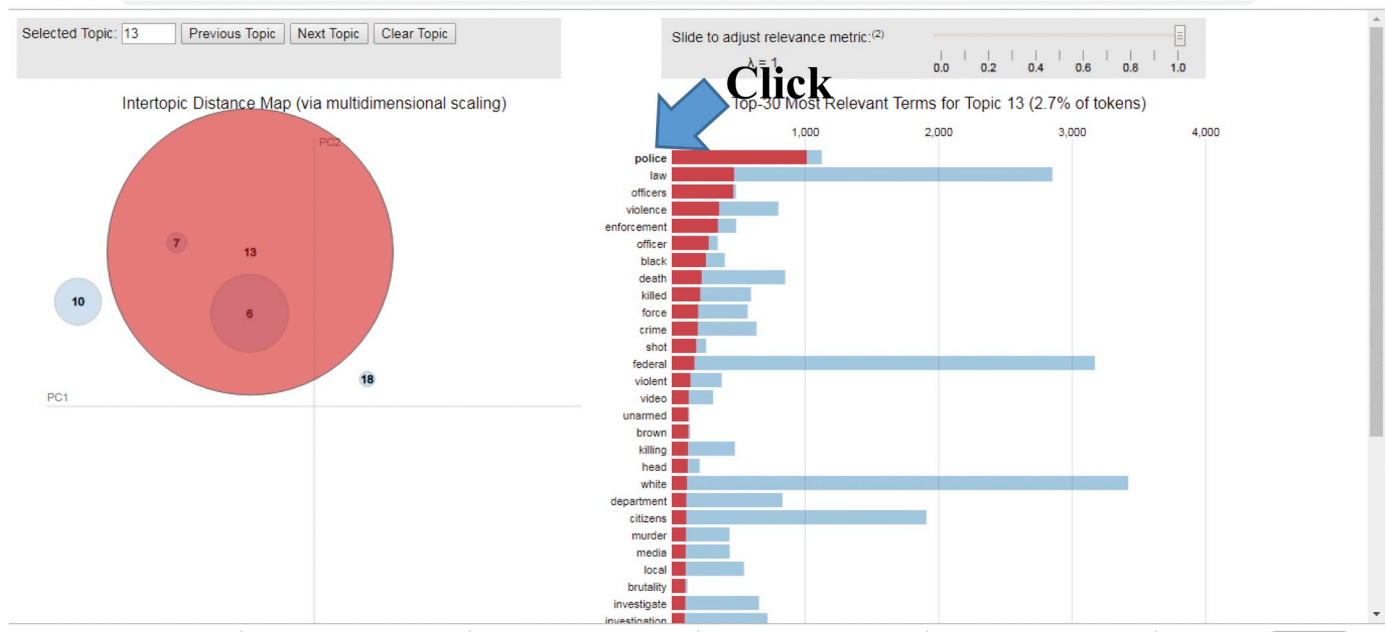 Selected Topic: 13 Previous Topic Next Topic Clear Topic
Slide to adjust relevance metric:(2)
λ = 1
0.0 0.2 0.4 0.6 0.8 1.0
Click
Intertopic Distance Map (via multidimensional scaling)
Top-30 Most Relevant Terms for Topic 13 (2.7% of tokens)
PC2
7
13
10
6
18
PC1
1,000 2,000 3,000 4,000
police
law
officers
violence
enforcement
officer
black
death
killed
force
crime
shot
federal
violent
video
unarmed
brown
killing
head
white
department
citizens
murder
media
local
brutality
investigate
investigation